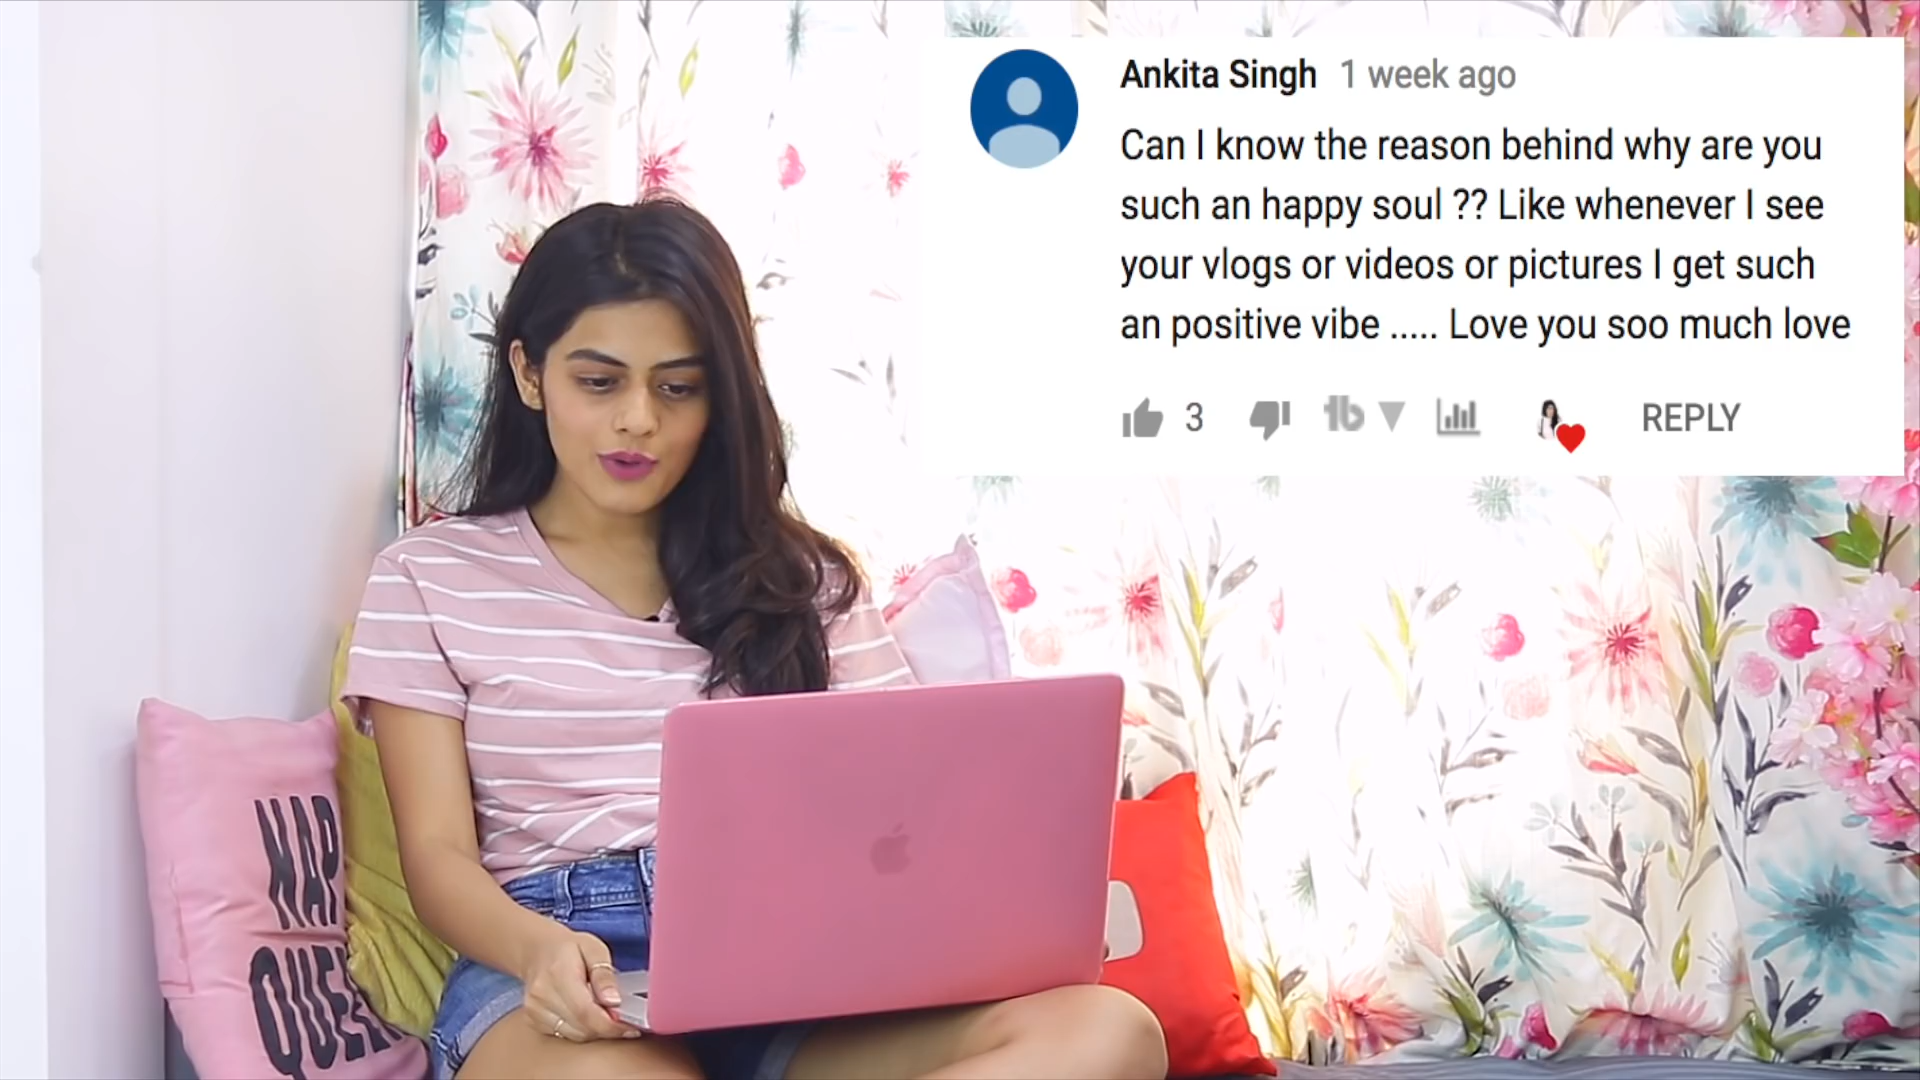 Ankita Singh 1 week ago
Can I know the reason behind why are you
such an happy soul ?? Like whenever I see
your vlogs or videos or pictures I get such
an positive vibe ..... Love you soo much love
3 REPLY
NAP
QUEEN